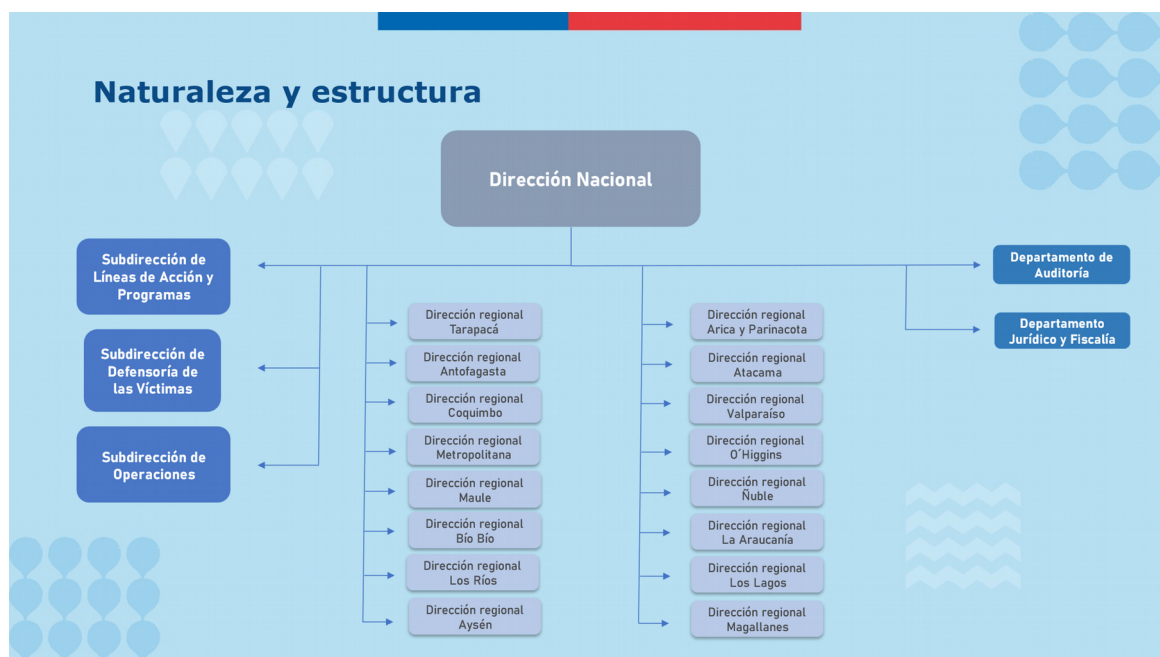 Naturaleza y estructura
Dirección Nacional
Subdirección de
Líneas de Acción y
Programas
Subdirección de
Defensoría de
las Víctimas
Subdirección de
Operaciones
Dirección regional
Tarapacá
Dirección regional
Antofagasta
Dirección regional
Coquimbo
Dirección regional
Metropolitana
Dirección regional
Maule
Dirección regional
Bío Bío
Dirección regional
Los Ríos
Dirección regional
Aysén
Dirección regional
Arica y Parinacota
Dirección regional
Atacama
Dirección regional
Valparaíso
Dirección regional
O´Higgins
Dirección regional
Ñuble
Dirección regional
La Araucanía
Dirección regional
Los Lagos
Dirección regional
Magallanes
Departamento de
Auditoría
Departamento
Jurídico y Fiscalía